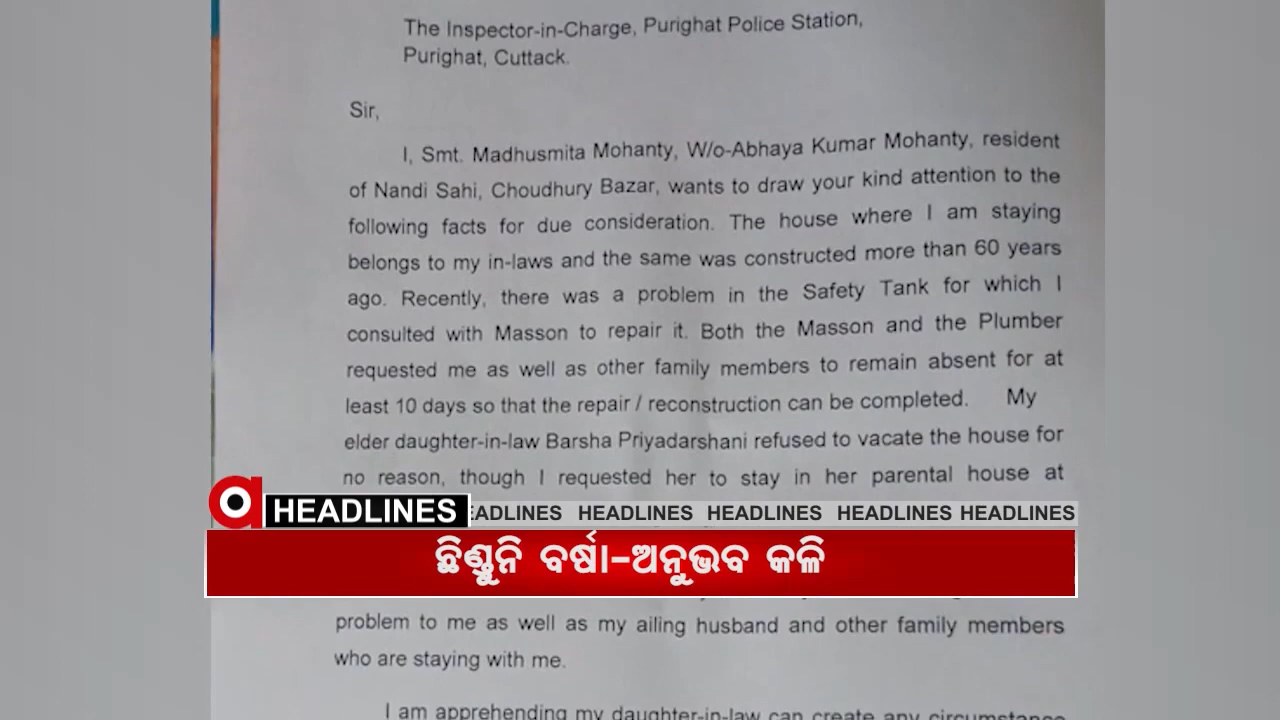 The Inspector-in-Charge, Purighat Police Station,
Purighat, Cuttack.
Sir,
I, Smt. Madhusmita Mohanty, W/o-Abhaya Kumar Mohanty, resident
of Nandi Sahi, Choudhury Bazar, wants to draw your kind attention to the
following facts for due consideration. The house where I am staying
belongs to my in-laws and the same was constructed more than 60 years
ago. Recently, there was a problem in the Safety Tank for which I
consulted with Masson to repair it. Both the Masson and the Plumber
requested me as well as other family members to remain absent for at
least 10 days so that the repair / reconstruction can be completed. My
elder daughter-in-law Barsha Priyadarshani refused to vacate the house for
no reason, though I requested her to stay in her parental house at
a HEADLINES EADLINES HEADLINES HEADLINES HEADLINES HEADLINES
ଛିଣ୍ଡୁନି ବର୍ଷା-ଅନୁଭବ କଳି
problem to me as well as my ailing husband and other family members
who are staying with me.
I am apprehending my daughter-in-law can create any circumstance